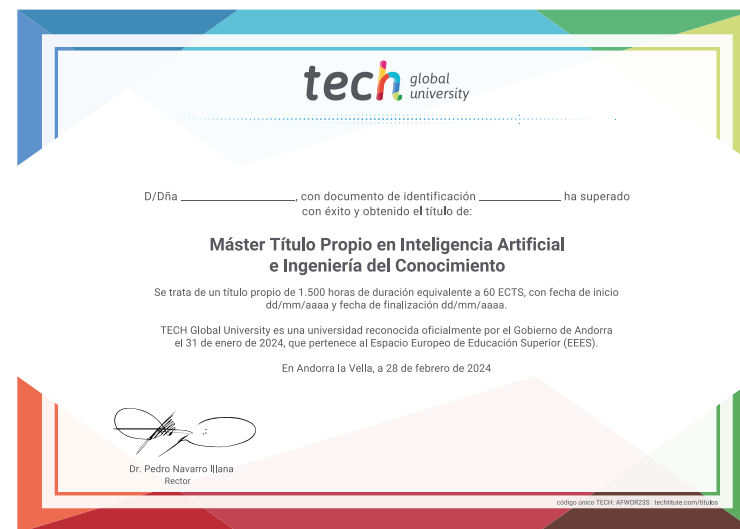 tech global university
D/Dña ____________, con documento de identificación ____________ ha superado
con éxito y obtenido el título de:
Máster Título Propio en Inteligencia Artificial
e Ingeniería del Conocimiento
Se trata de un título propio de 1.500 horas de duración equivalente a 60 ECTS, con fecha de inicio
dd/mm/aaaa y fecha de finalización dd/mm/aaaa.
TECH Global University es una universidad reconocida oficialmente por el Gobierno de Andorra
el 31 de enero de 2024, que pertenece al Espacio Europeo de Educación Superior (EEES).
En Andorra la Vella, a 28 de febrero de 2024
Dr. Pedro Navarro Illana
Rector
código único TECH: AFWOR23S techtitute.com/titulos